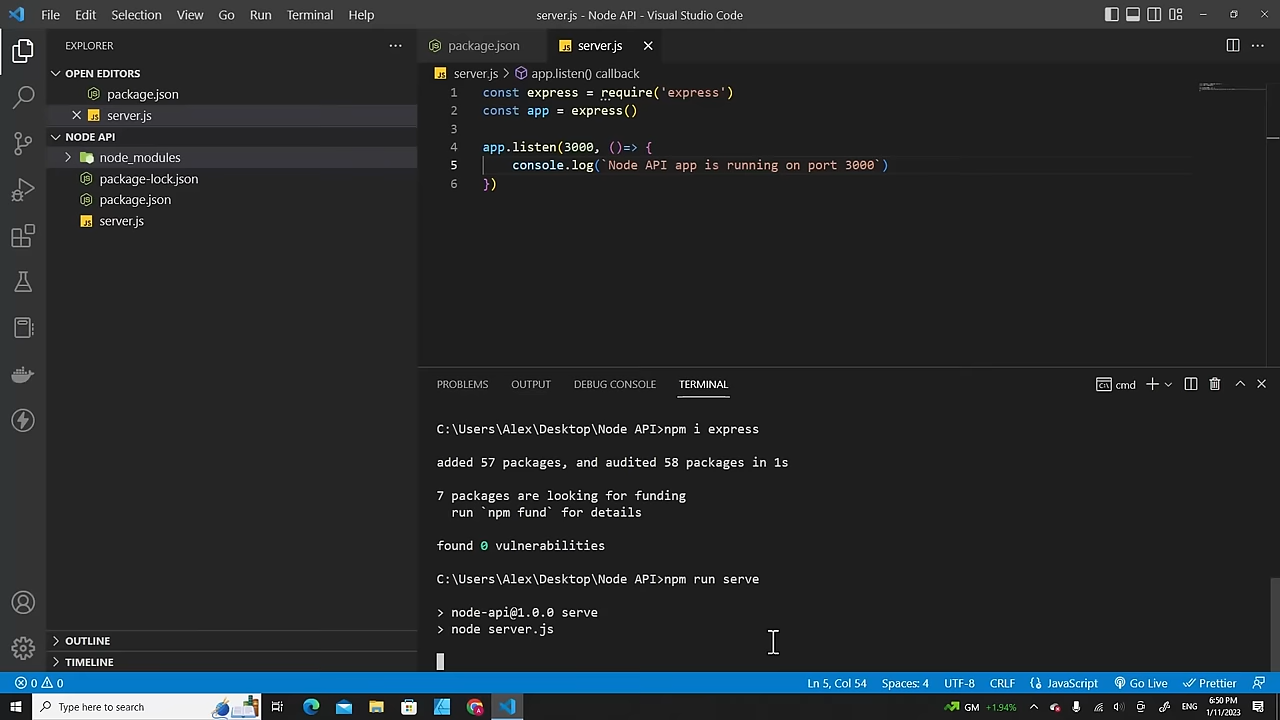 File Edit Selection View Go Run Terminal Help
server.js - Node API - Visual Studio Code
EXPLORER
OPEN EDITORS
package.json
JS server.js
NODE API
node_modules
package-lock.json
package.json
JS server.js
OUTLINE
TIMELINE
package.json
JS server.js
JS server.js > app.listen() callback
1 const express = require('express')
2 const app = express()
3
4 app.listen(3000, ()=> {
5 console.log(`Node API app is running on port 3000`)
6 })
PROBLEMS OUTPUT DEBUG CONSOLE TERMINAL
cmd
C:\Users\Alex\Desktop\Node API>npm i express
added 57 packages, and audited 58 packages in 1s
7 packages are looking for funding
run `npm fund` for details
found 0 vulnerabilities
C:\Users\Alex\Desktop\Node API>npm run serve
> node-api@1.0.0 serve
> node server.js
0 0
Ln 5, Col 54 Spaces: 4 UTF-8 CRLF JavaScript Go Live Prettier
Type here to search
GM +1.94%
ENG
6:50 PM
1/11/2023